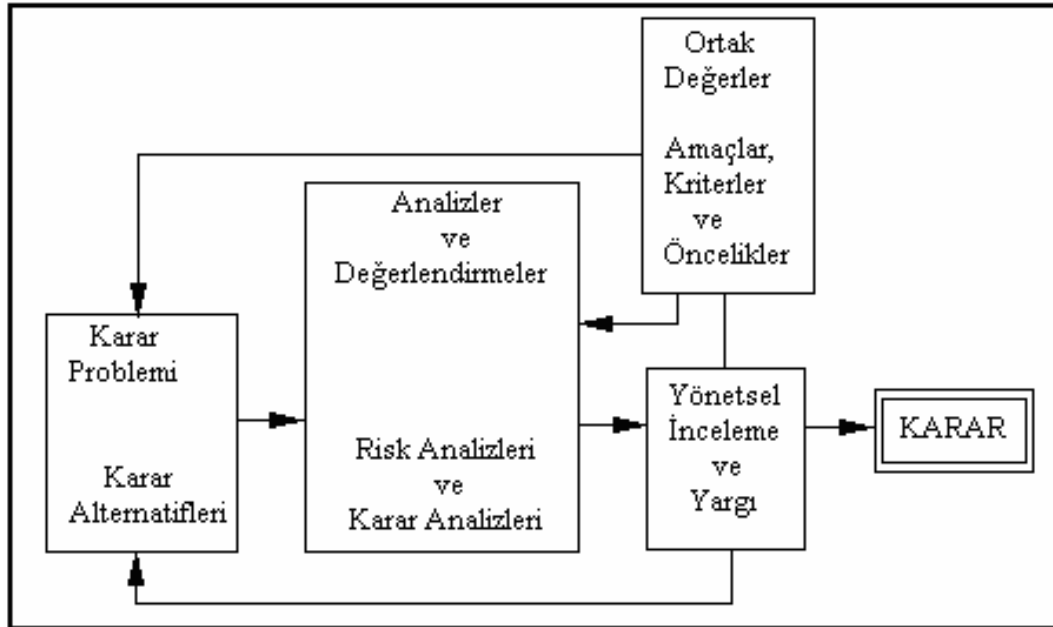 Ortak
Değerler
Amaçlar,
Kriterler
ve
Öncelikler
Analizler
ve
Değerlendirmeler
Risk Analizleri
ve
Karar Analizleri
Karar
Problemi
Karar
Alternatifleri
Yönetsel
İnceleme
ve
Yargı
KARAR